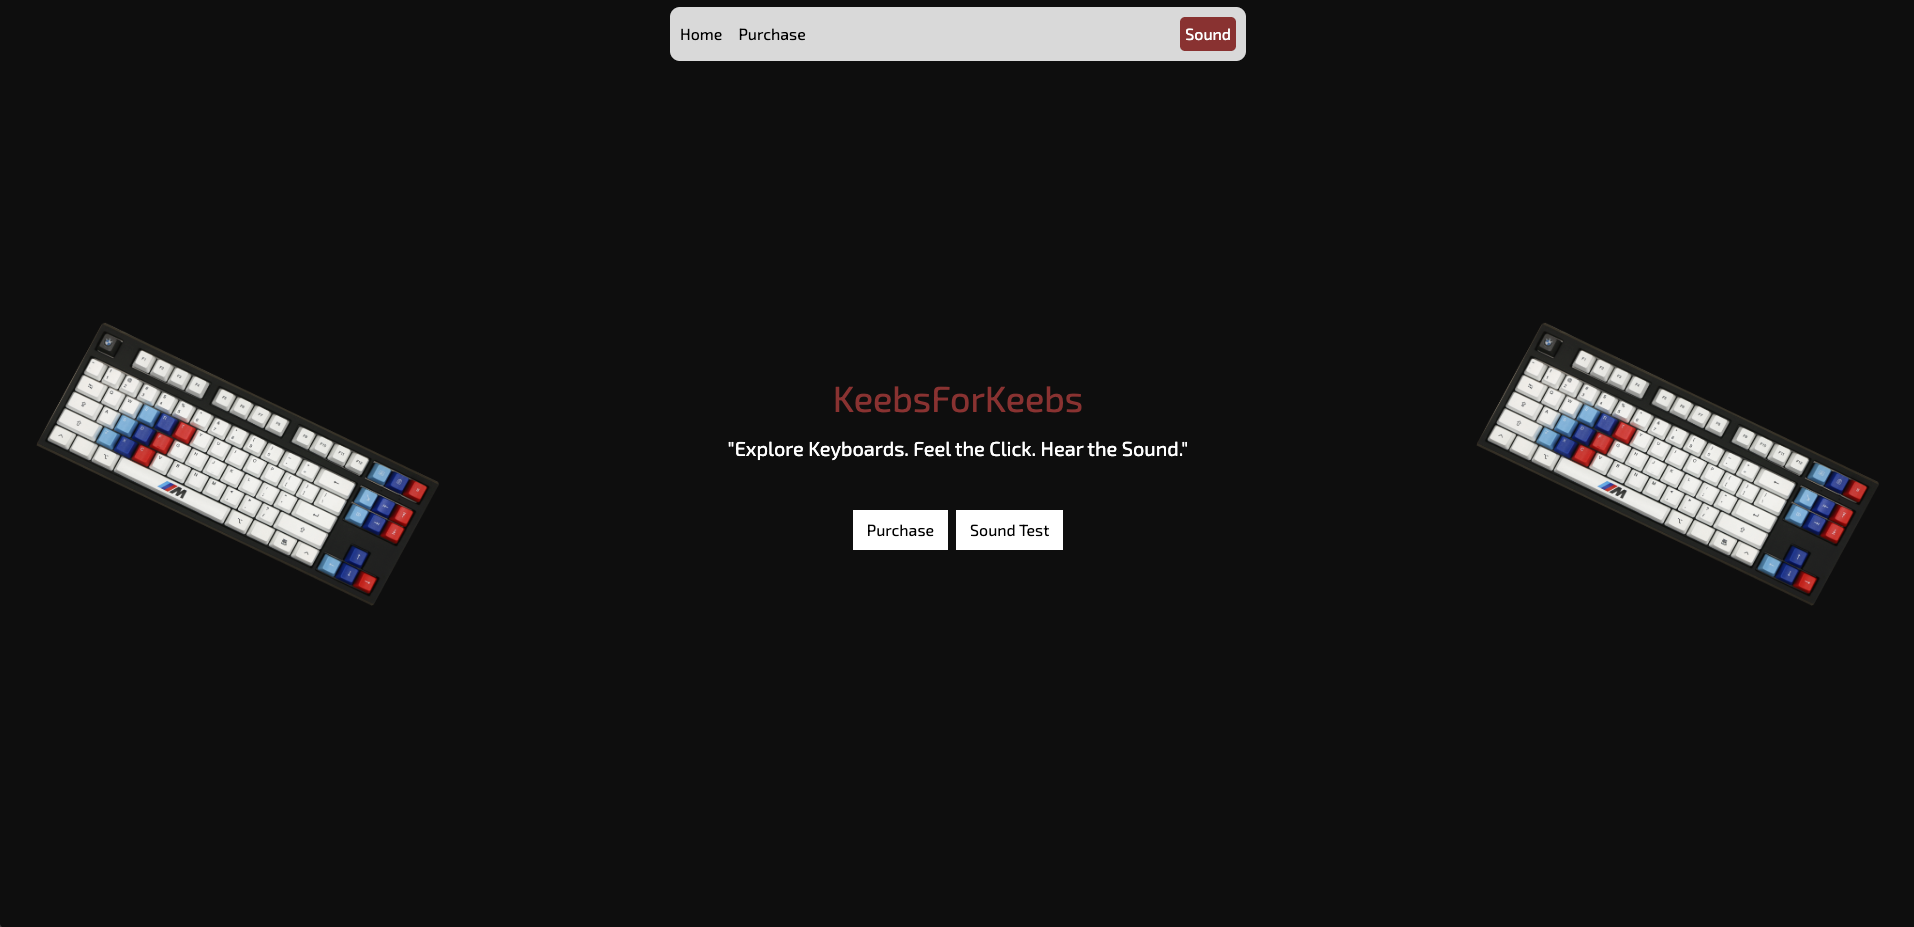 Home Purchase Sound
KeebsForKeebs
"Explore Keyboards. Feel the Click. Hear the Sound."
Purchase Sound Test